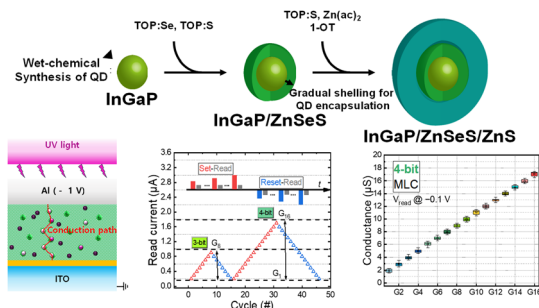 TOP:Se, TOP:S
TOP:S, Zn(ac)₂
1-OT
Wet-chemical
Synthesis of QD
InGaP
InGaP/ZnSeS
Gradual shelling for
QD encapsulation
InGaP/ZnSeS/ZnS
UV light
Al ( - 1 V)
Conduction path
ITO
Read current (μA)
3.6
3.2
2.8
2.4
2.0
1.6
1.2
0.8
0.4
0.0
Set-Read
Reset-Read
t
4-bit
G₁₆
3-bit
G₈
G₁
0 10 20 30 40 50
Cycle (#)
Conductance (μS)
20
18
16
14
12
10
8
6
4
2
0
4-bit
MLC
V_read @ −0.1 V
G2 G4 G6 G8 G10 G12 G14 G16